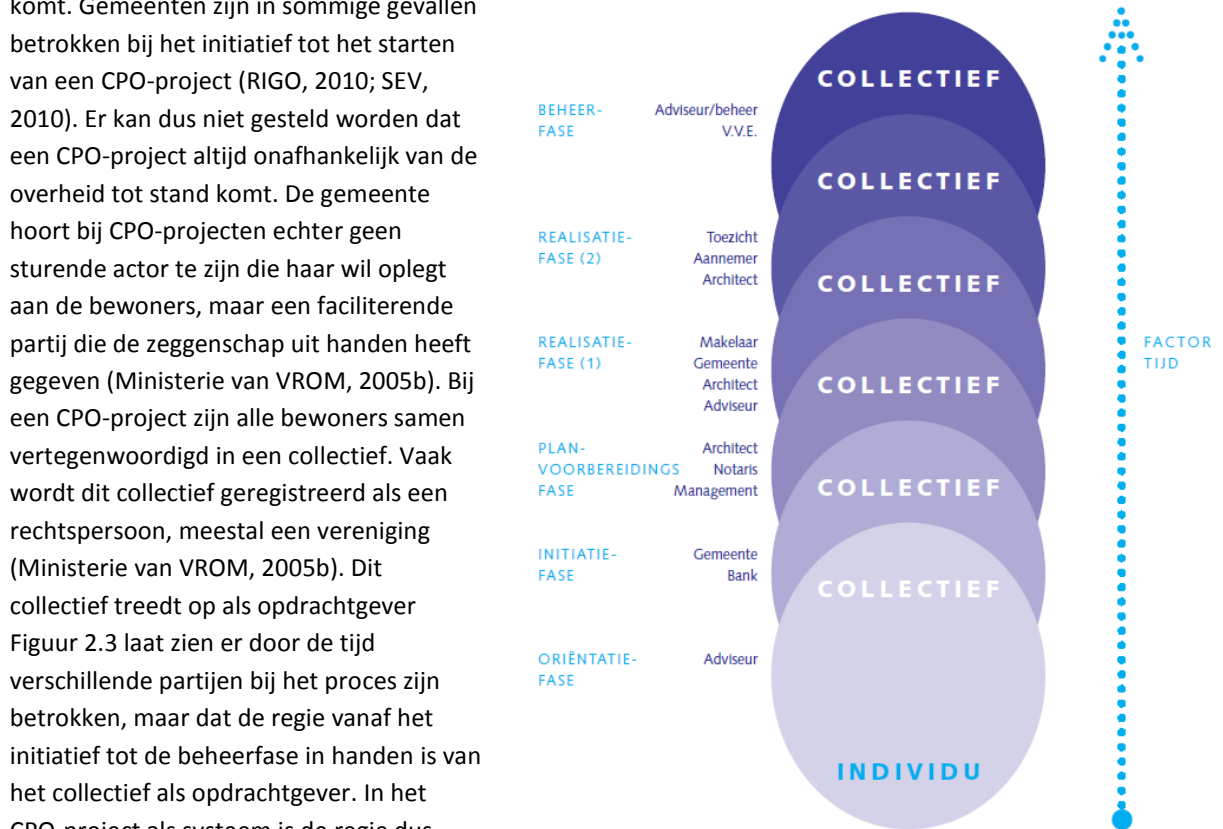 komt. Gemeenten zijn in sommige gevallen
betrokken bij het initiatief tot het starten
van een CPO-project (RIGO, 2010; SEV,
2010). Er kan dus niet gesteld worden dat
een CPO-project altijd onafhankelijk van de
overheid tot stand komt. De gemeente
hoort bij CPO-projecten echter geen
sturende actor te zijn die haar wil oplegt
aan de bewoners, maar een faciliterende
partij die de zeggenschap uit handen heeft
gegeven (Ministerie van VROM, 2005b). Bij
een CPO-project zijn alle bewoners samen
vertegenwoordigd in een collectief. Vaak
wordt dit collectief geregistreerd als een
rechtspersoon, meestal een vereniging
(Ministerie van VROM, 2005b). Dit
collectief treedt op als opdrachtgever
Figuur 2.3 laat zien er door de tijd
verschillende partijen bij het proces zijn
betrokken, maar dat de regie vanaf het
initiatief tot de beheerfase in handen is van
het collectief als opdrachtgever. In het
CPO-project als systeem is de regie dus
COLLECTIEF
BEHEER-
FASE
Adviseur/beheer
V.V.E.
COLLECTIEF
REALISATIE-
FASE (2)
Toezicht
Aannemer
Architect
COLLECTIEF
REALISATIE-
FASE (1)
Makelaar
Gemeente
Architect
Adviseur
COLLECTIEF
PLAN-
VOORBEREIDINGS
FASE
Architect
Notaris
Management
COLLECTIEF
INITIATIE-
FASE
Gemeente
Bank
COLLECTIEF
ORIËNTATIE-
FASE
Adviseur
INDIVIDU
FACTOR
TIJD